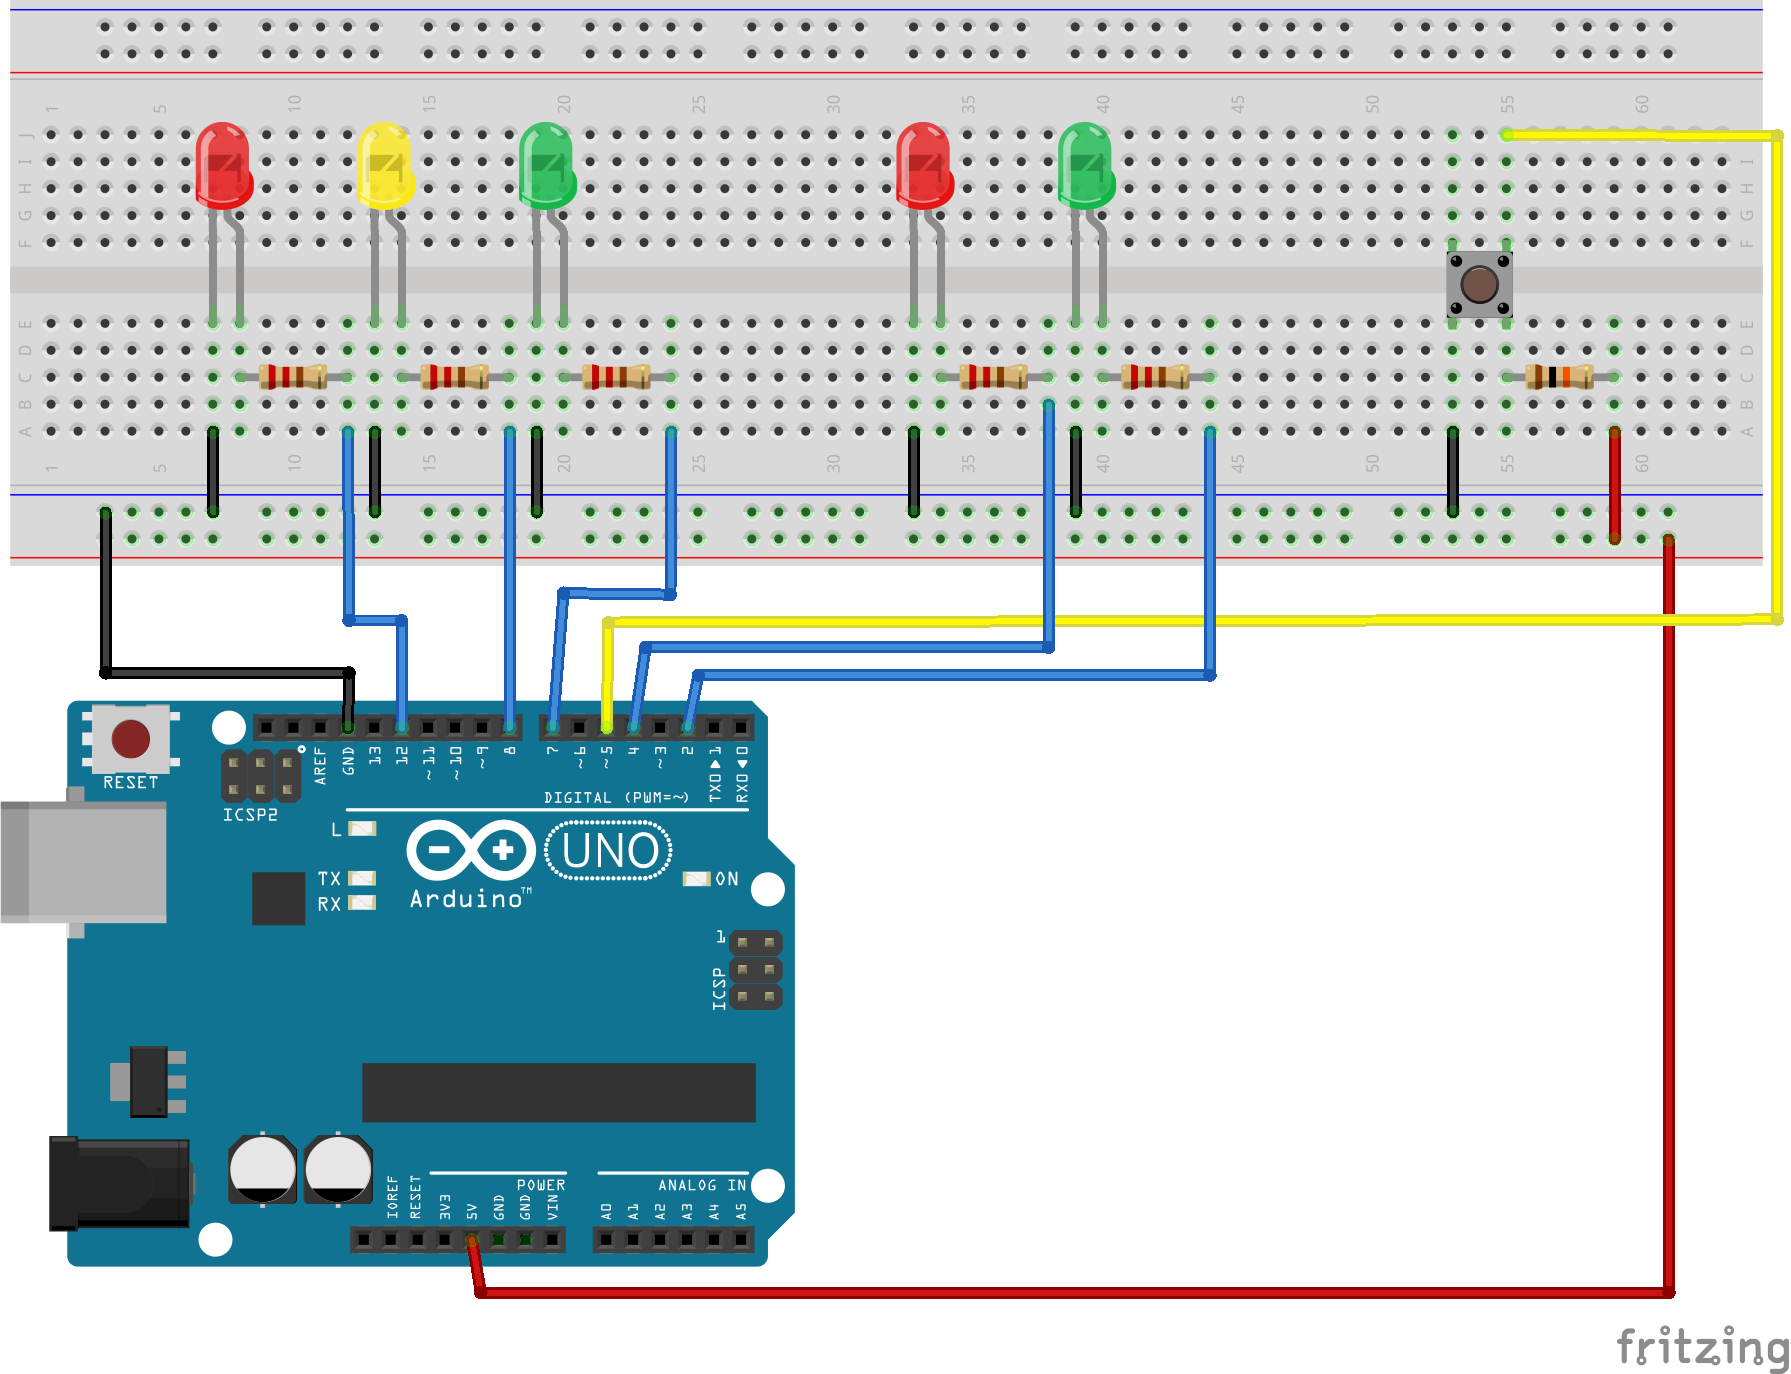 1 5 10 15 20 25 30 35 40 45 50 55 60
J
I I
H H
G G
F F
E E
D D
C C
B B
A A
1 5 10 15 20 25 30 35 40 45 50 55 60
RESET
ICSP2
AREF GND 13 12 ~11 ~10 ~9 8 7 ~6 ~5 4 ~3 2 TX0▶1 RX0◀0
DIGITAL (PWM=~)
L
TX
RX
UNO
Arduino™
ON
1
ICSP
POWER
ANALOG IN
IOREF RESET 3V3 5V GND GND VIN A0 A1 A2 A3 A4 A5
fritzing